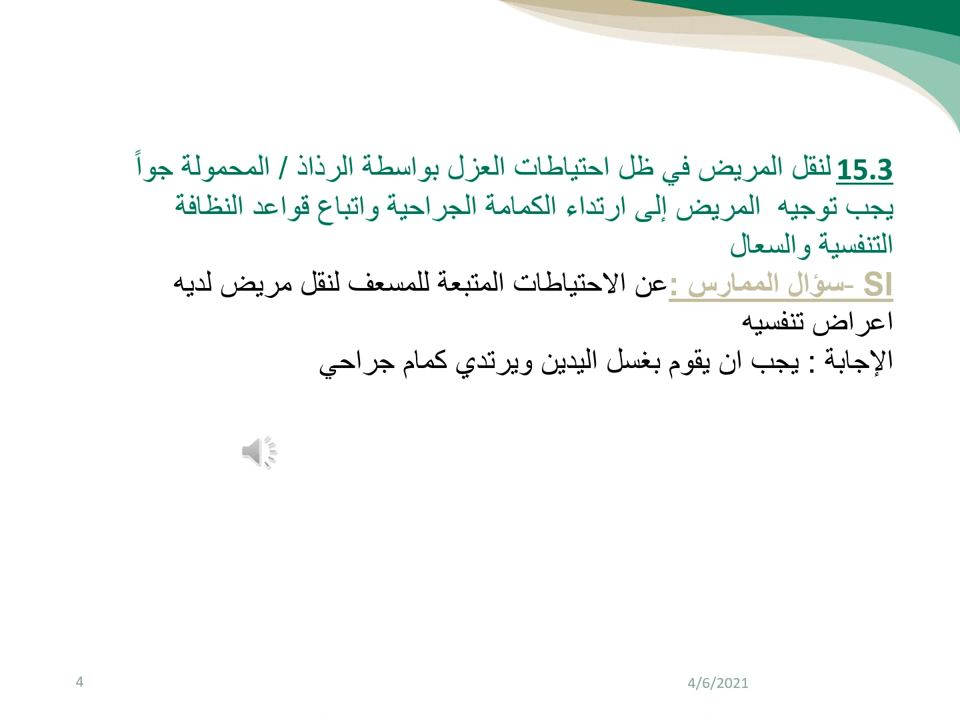 15.3 لنقل المريض في ظل احتياطات العزل بواسطة الرذاذ / المحمولة جواً
يجب توجيه المريض إلى ارتداء الكمامة الجراحية واتباع قواعد النظافة
التنفسية والسعال
SI -سؤال الممارس :عن الاحتياطات المتبعة للمسعف لنقل مريض لديه
اعراض تنفسيه
الإجابة : يجب ان يقوم بغسل اليدين ويرتدي كمام جراحي
4
4/6/2021